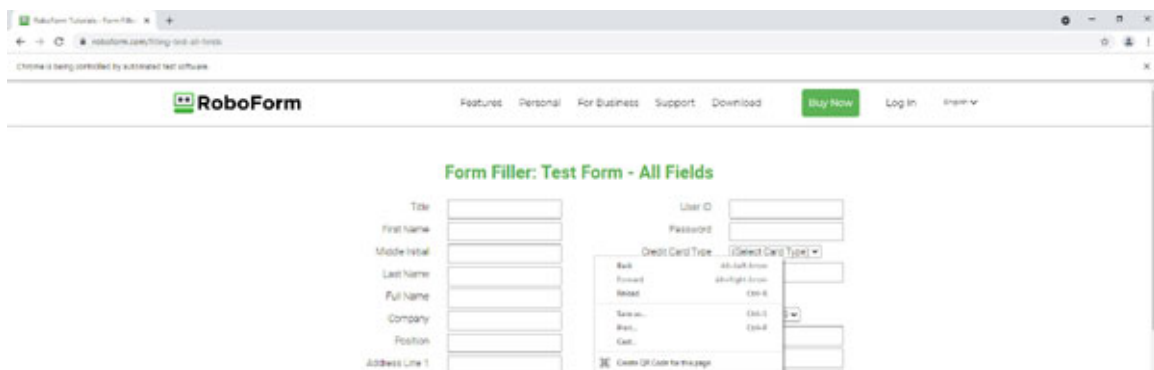 RoboForm Tutorials - Form Filler
roboform.com/filling-test-all-fields
Chrome is being controlled by automated test software.
RoboForm Features Personal For Business Support Download Buy Now Log In English
Form Filler: Test Form - All Fields
Title User ID
First Name Password
Middle Initial Credit Card Type (Select Card Type)
Last Name
Full Name
Company
Position
Address Line 1
Back Alt+Left Arrow
Forward Alt+Right Arrow
Reload Ctrl+R
Save as... Ctrl+S
Print... Ctrl+P
Cast...
Create QR Code for this page